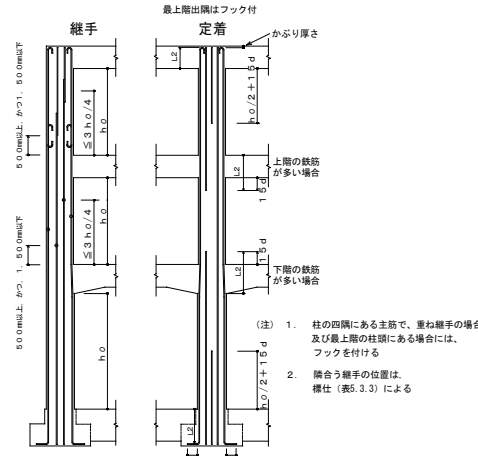 最上階出隅はフック付
継手
定着
かぶり厚さ
L2
500mm以上、かつ1，500mm以下
ho
≦3ho/4
ho/2+15d
上階の鉄筋
が多い場合
L2
15d
500mm以上、かつ、1，500mm以下
ho
≦3ho/4
15d
L2
下階の鉄筋
が多い場合
ho
ho/2+15d
L2
（注） 1． 柱の四隅にある主筋で、重ね継手の場合
及び最上階の柱頭にある場合には、
フックを付ける
2． 隣合う継手の位置は、
標仕（表5.3.3）による